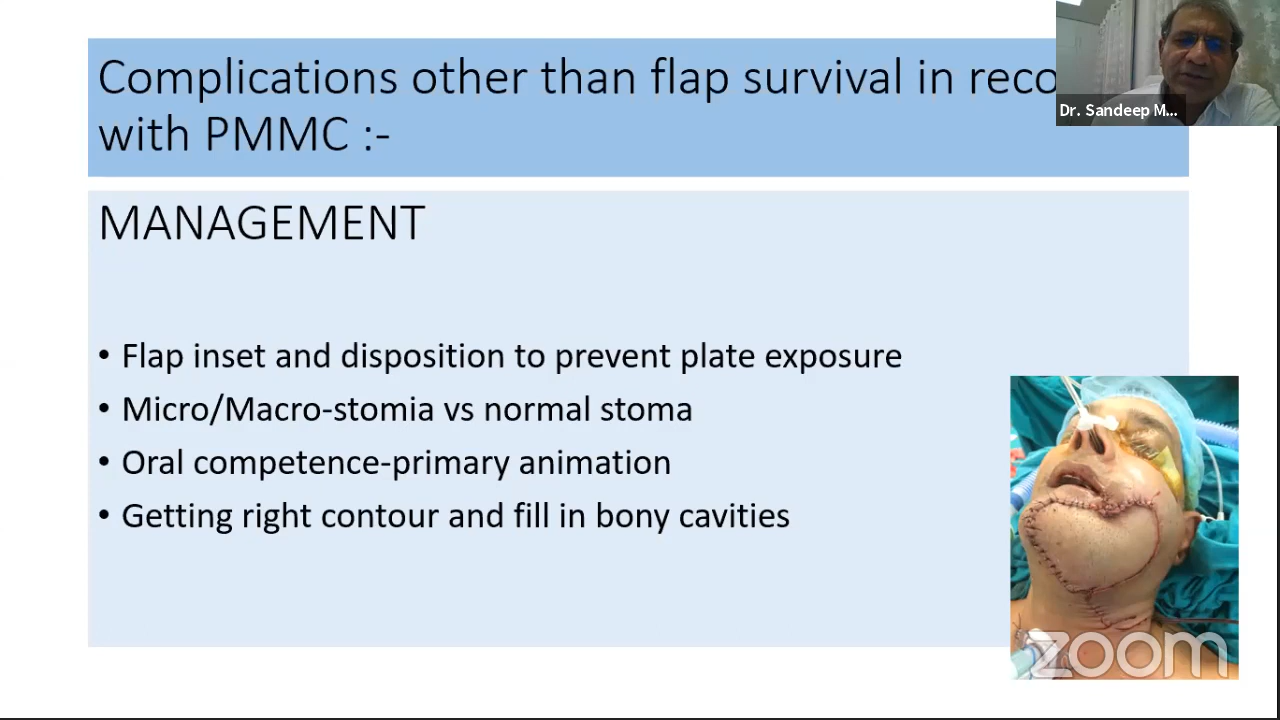 Complications other than flap survival in reco
with PMMC :-
Dr. Sandeep M...
MANAGEMENT
• Flap inset and disposition to prevent plate exposure
• Micro/Macro-stomia vs normal stoma
• Oral competence-primary animation
• Getting right contour and fill in bony cavities
zoom